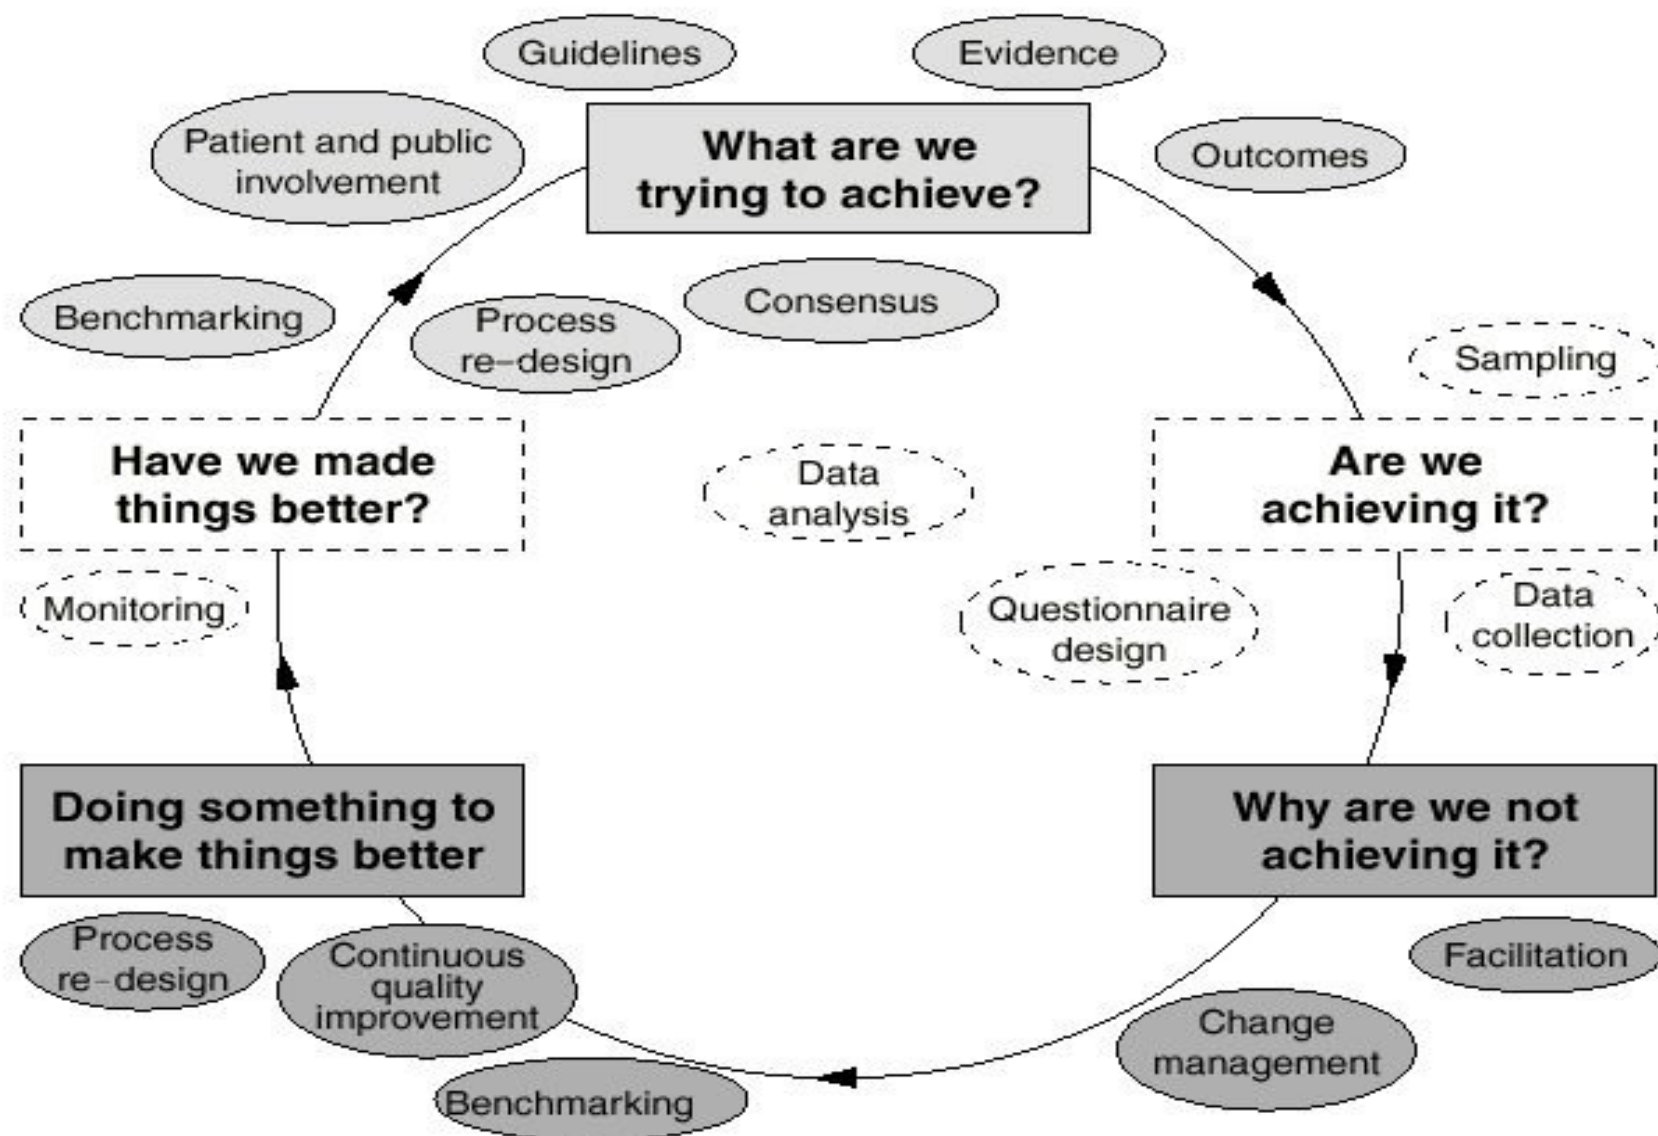 Guidelines
Evidence
Patient and public
involvement
What are we
trying to achieve?
Outcomes
Benchmarking
Process
re-design
Consensus
Sampling
Have we made
things better?
Data
analysis
Are we
achieving it?
Monitoring
Questionnaire
design
Data
collection
Doing something to
make things better
Why are we not
achieving it?
Process
re-design
Continuous
quality
improvement
Facilitation
Change
management
Benchmarking